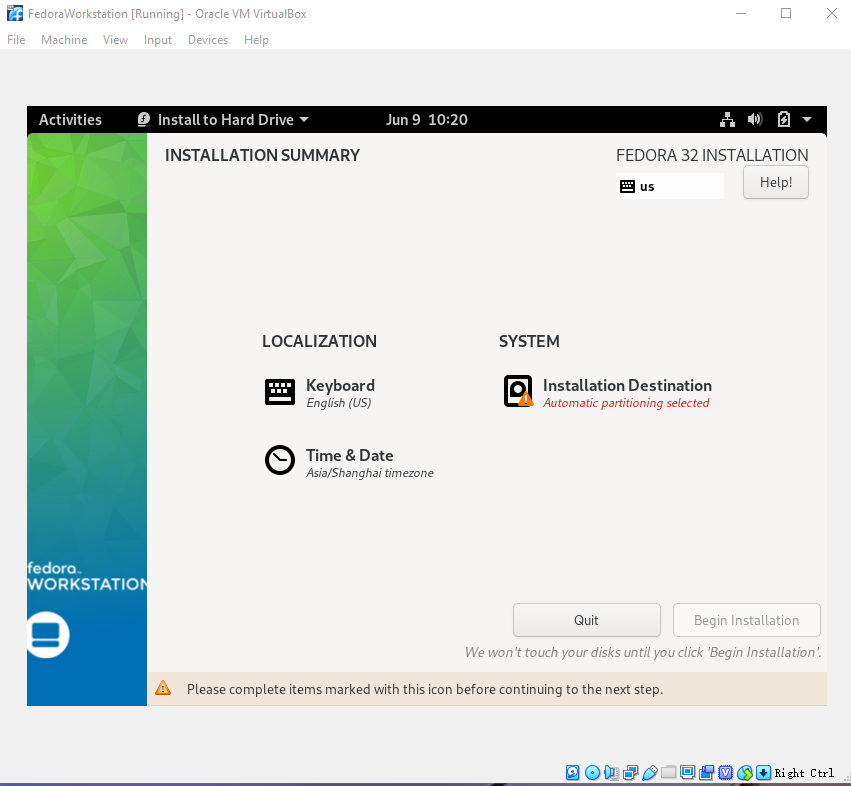 FedoraWorkstation [Running] - Oracle VM VirtualBox
File Machine View Input Devices Help
Activities Install to Hard Drive Jun 9 10:20
INSTALLATION SUMMARY
FEDORA 32 INSTALLATION
us
Help!
LOCALIZATION
Keyboard
English (US)
Time & Date
Asia/Shanghai timezone
SYSTEM
Installation Destination
Automatic partitioning selected
fedora
WORKSTATION
Quit
Begin Installation
We won't touch your disks until you click 'Begin Installation'.
Please complete items marked with this icon before continuing to the next step.
Right Ctrl